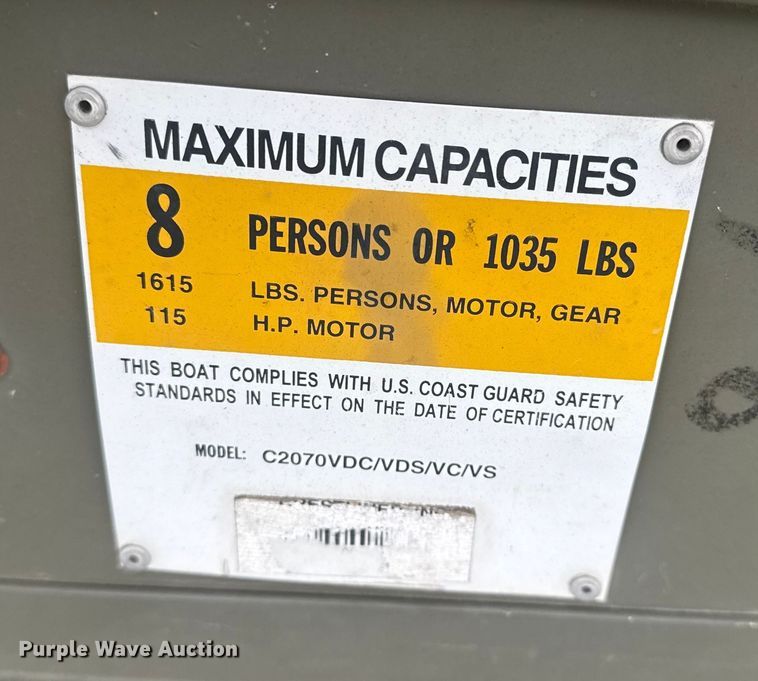 MAXIMUM CAPACITIES
8 PERSONS OR 1035 LBS
1615 LBS. PERSONS, MOTOR, GEAR
115 H.P. MOTOR
THIS BOAT COMPLIES WITH U.S. COAST GUARD SAFETY
STANDARDS IN EFFECT ON THE DATE OF CERTIFICATION
MODEL: C2070VDC/VDS/VC/VS
Purple Wave Auction